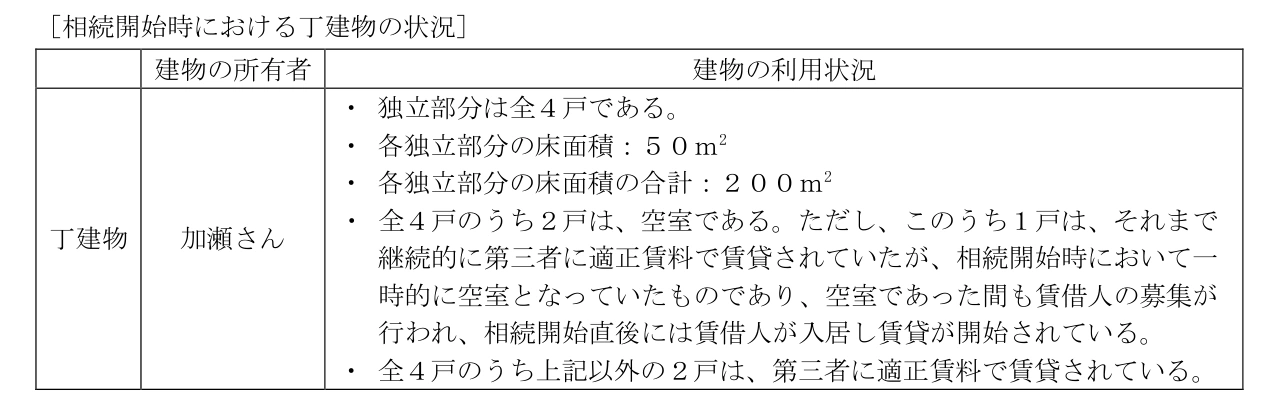 ［相続開始時における丁建物の状況］
建物の所有者　建物の利用状況
・ 独立部分は全４戸である。
・ 各独立部分の床面積：５０m²
・ 各独立部分の床面積の合計：２００m²
・ 全４戸のうち２戸は、空室である。ただし、このうち１戸は、それまで
丁建物　加瀬さん
継続的に第三者に適正賃料で賃貸されていたが、相続開始時において一
時的に空室となっていたものであり、空室であった間も賃借人の募集が
行われ、相続開始直後には賃借人が入居し賃貸が開始されている。
・ 全４戸のうち上記以外の２戸は、第三者に適正賃料で賃貸されている。